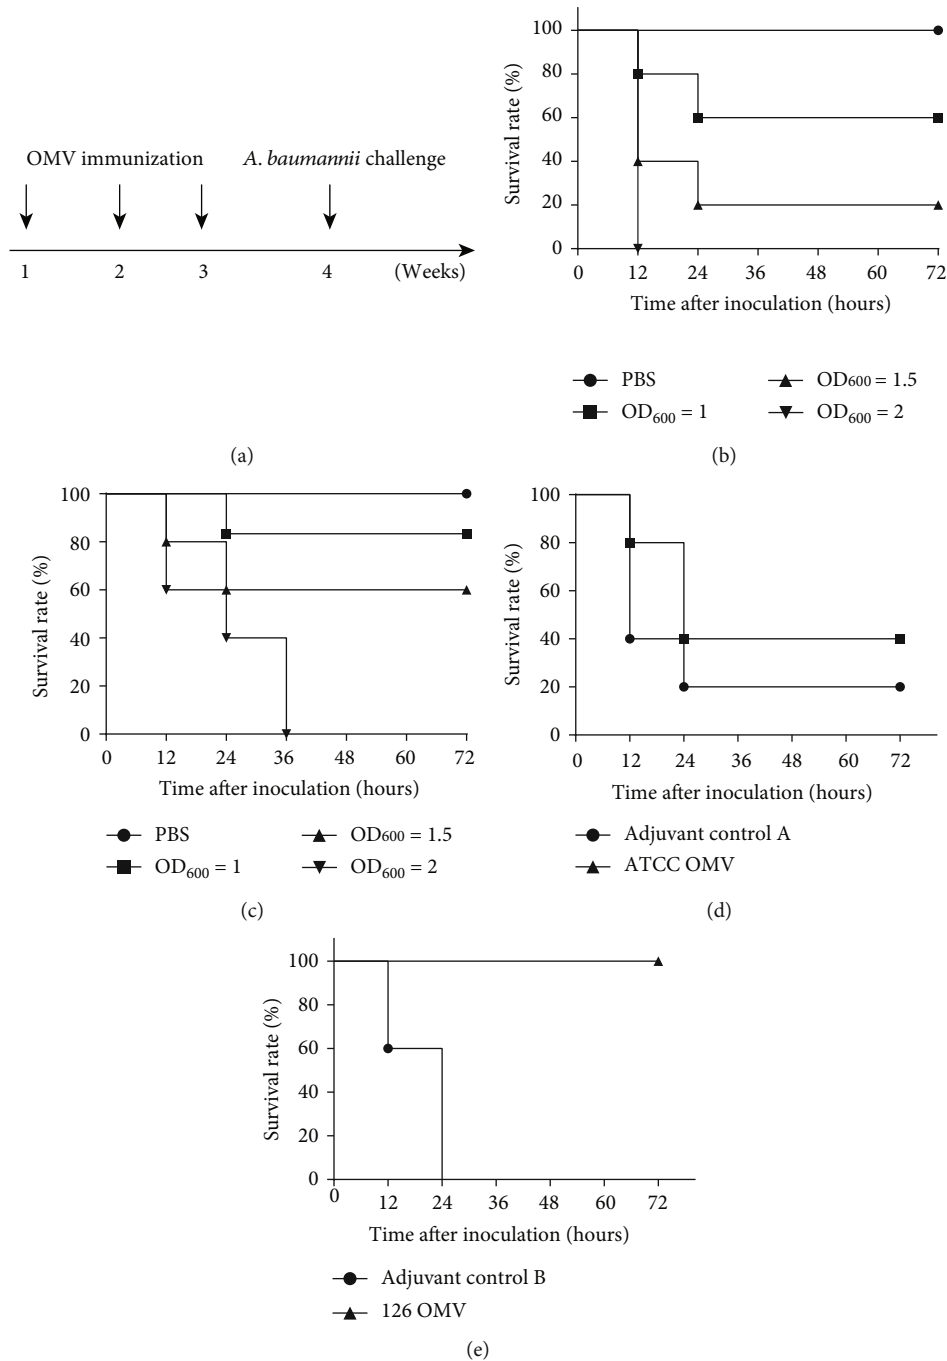 OMV immunization
A. baumannii challenge
1 2 3 4 (Weeks)
(a)
Survival rate (%)
100
80
60
40
20
0
0 12 24 36 48 60 72
Time after inoculation (hours)
PBS
OD600 = 1.5
OD600 = 1
OD600 = 2
(b)
Survival rate (%)
100
80
60
40
20
0
0 12 24 36 48 60 72
Time after inoculation (hours)
PBS
OD600 = 1.5
OD600 = 1
OD600 = 2
(c)
Survival rate (%)
100
80
60
40
20
0
0 12 24 36 48 60 72
Time after inoculation (hours)
Adjuvant control A
ATCC OMV
(d)
Survival rate (%)
100
80
60
40
20
0
0 12 24 36 48 60 72
Time after inoculation (hours)
Adjuvant control B
126 OMV
(e)